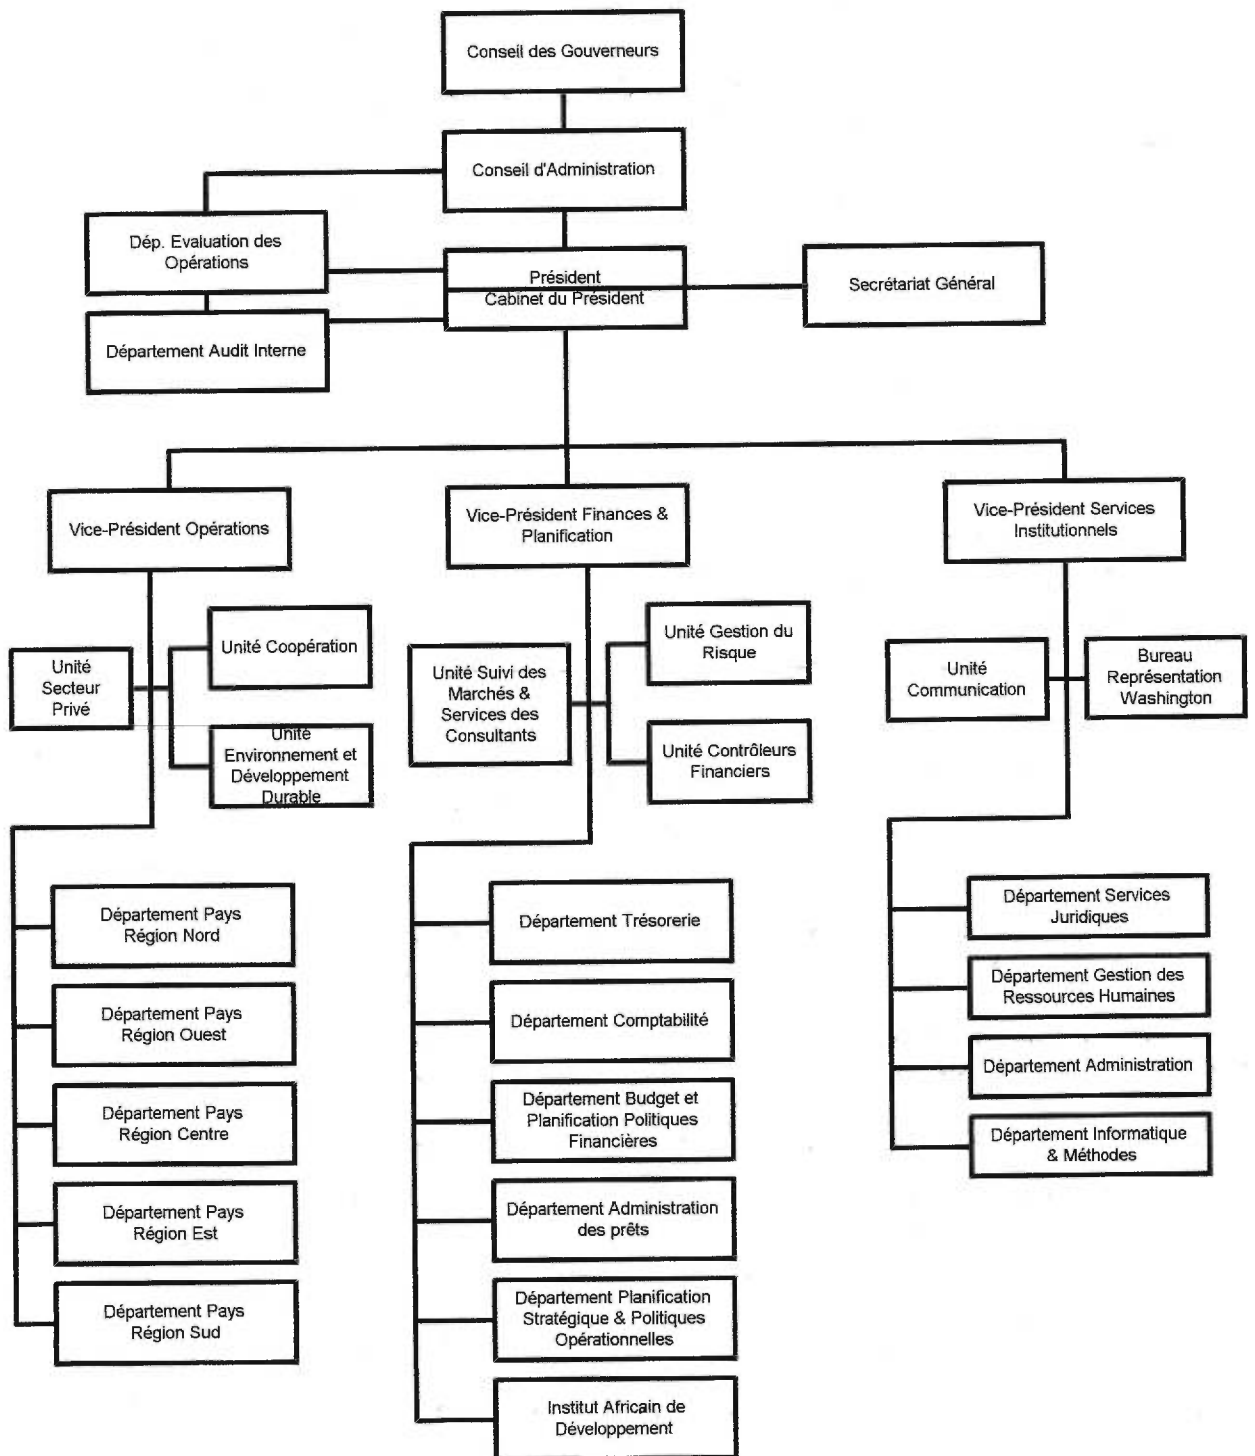 Conseil des Gouverneurs
Conseil d'Administration
Dép. Evaluation des
Opérations
Président
Cabinet du Président
Secrétariat Général
Département Audit Interne
Vice-Président Opérations
Vice-Président Finances &
Planification
Vice-Président Services
Institutionnels
Unité
Secteur
Privé
Unité Coopération
Unité
Environnement et
Développement
Durable
Unité Suivi des
Marchés &
Services des
Consultants
Unité Gestion du
Risque
Unité Contrôleurs
Financiers
Unité
Communication
Bureau
Représentation
Washington
Département Pays
Région Nord
Département Pays
Région Ouest
Département Pays
Région Centre
Département Pays
Région Est
Département Pays
Région Sud
Département Trésorerie
Département Comptabilité
Département Budget et
Planification Politiques
Financières
Département Administration
des prêts
Département Planification
Stratégique & Politiques
Opérationnelles
Institut Africain de
Développement
Département Services
Juridiques
Département Gestion des
Ressources Humaines
Département Administration
Département Informatique
& Méthodes